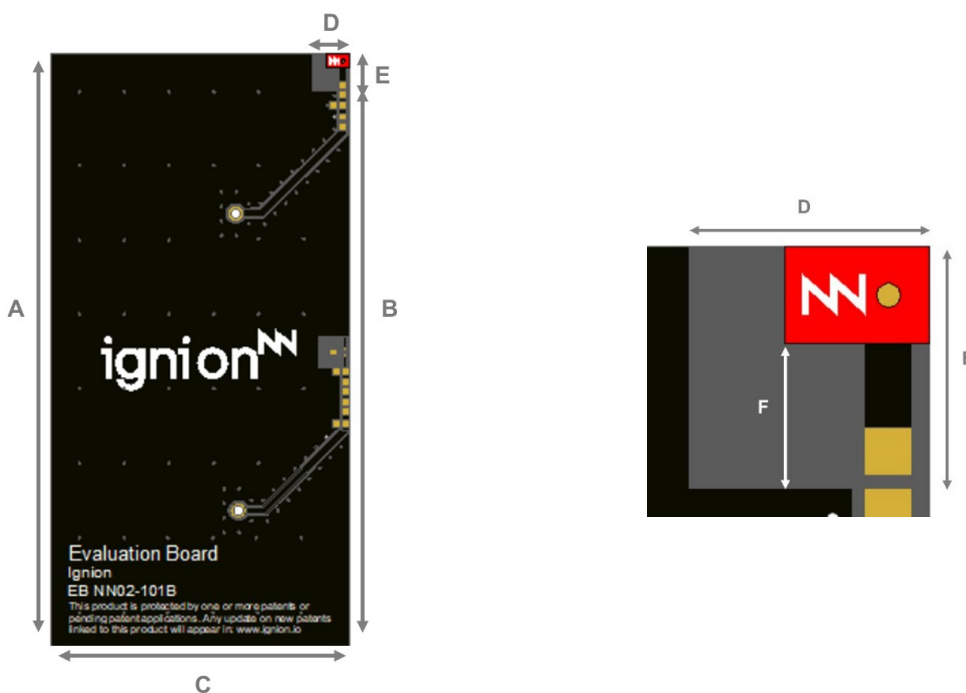 D
E
A
B
ignion
Evaluation Board
Ignion
EB NN02-101B
This product is protected by one or more patents or
pending patent applications. Any update on new patents
linked to this product will appear in: www.ignion.io
C
D
F